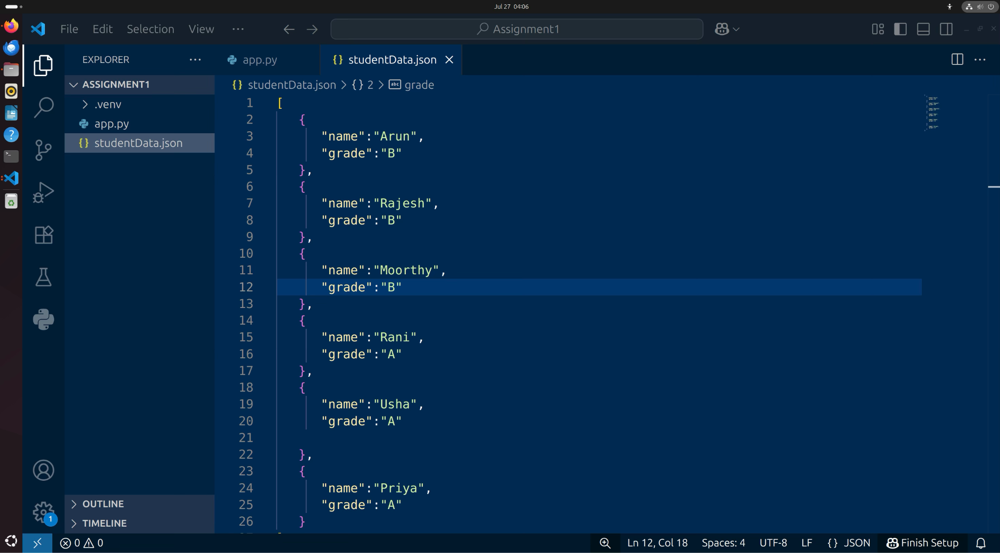 Jul 27 04:06
File Edit Selection View ··· Assignment1
EXPLORER ···
app.py studentData.json
ASSIGNMENT1
.venv
app.py
studentData.json
studentData.json > {} 2 > abc grade
1 [
2 {
3 "name":"Arun",
4 "grade":"B"
5 },
6 {
7 "name":"Rajesh",
8 "grade":"B"
9 },
10 {
11 "name":"Moorthy",
12 "grade":"B"
13 },
14 {
15 "name":"Rani",
16 "grade":"A"
17 },
18 {
19 "name":"Usha",
20 "grade":"A"
21
22 },
23 {
24 "name":"Priya",
25 "grade":"A"
26 }
OUTLINE
TIMELINE
1
0 0 Ln 12, Col 18 Spaces: 4 UTF-8 LF {} JSON Finish Setup